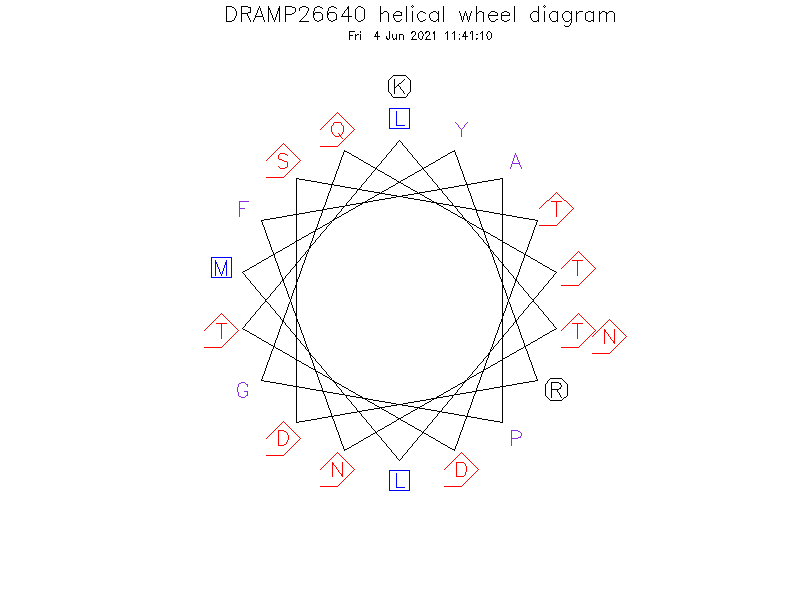 DRAMP26640 helical wheel diagram
Fri 4 Jun 2021 11:41:10
K
L
Q Y
S A
F T
M T
T T N
G R
D P
N D
L